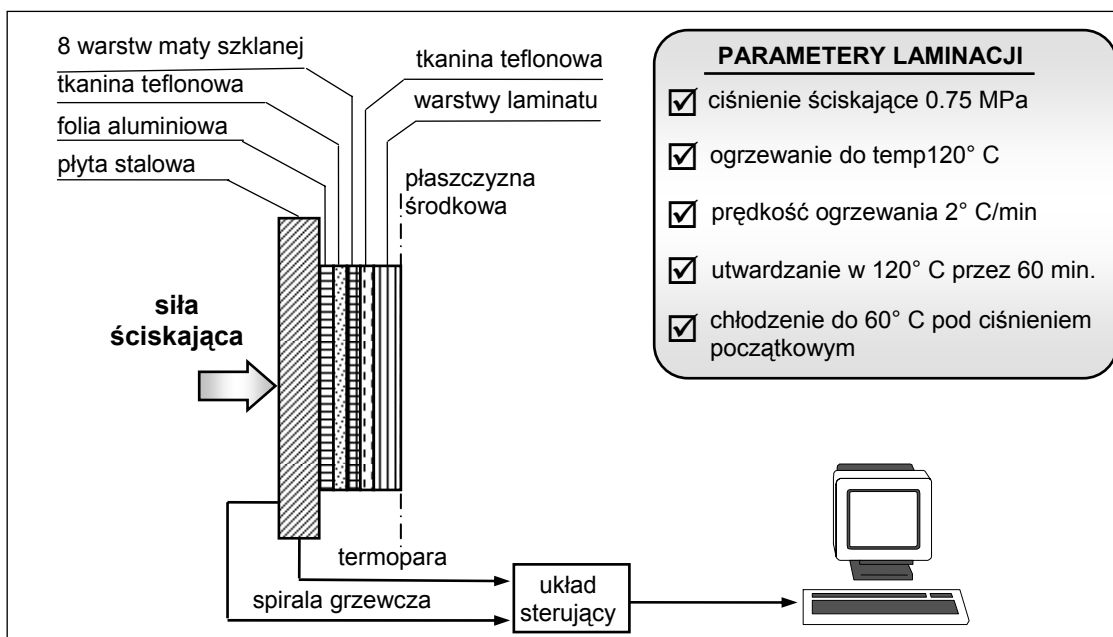 8 warstw maty szklanej
tkanina teflonowa
folia aluminiowa
płyta stalowa
tkanina teflonowa
warstwy laminatu
płaszczyzna
środkowa
siła
ściskająca
termopara
spirala grzewcza
układ
sterujący
PARAMETERY LAMINACJI
ciśnienie ściskające 0.75 MPa
ogrzewanie do temp120° C
prędkość ogrzewania 2° C/min
utwardzanie w 120° C przez 60 min.
chłodzenie do 60° C pod ciśnieniem
początkowym